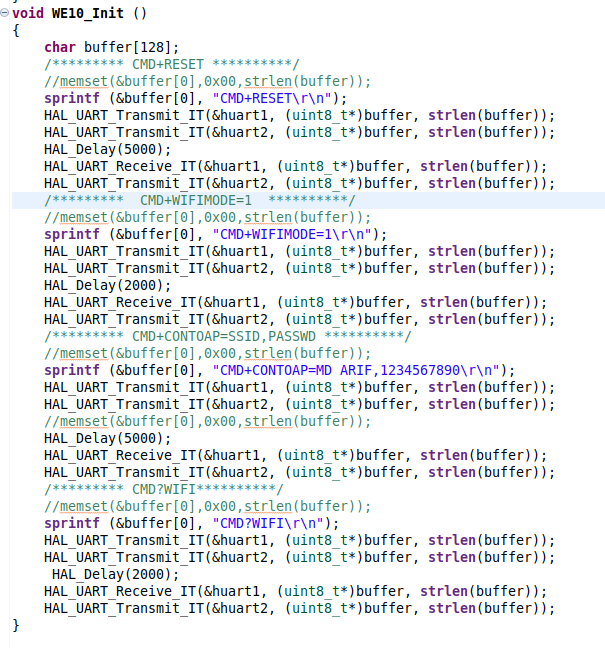 void WE10_Init ()
{
    char buffer[128];
    /********* CMD+RESET **********/
    //memset(&buffer[0],0x00,strlen(buffer));
    sprintf (&buffer[0], "CMD+RESET\r\n");
    HAL_UART_Transmit_IT(&huart1, (uint8_t*)buffer, strlen(buffer));
    HAL_UART_Transmit_IT(&huart2, (uint8_t*)buffer, strlen(buffer));
    HAL_Delay(5000);
    HAL_UART_Receive_IT(&huart1, (uint8_t*)buffer, strlen(buffer));
    HAL_UART_Transmit_IT(&huart2, (uint8_t*)buffer, strlen(buffer));
    /*********  CMD+WIFIMODE=1  **********/
    //memset(&buffer[0],0x00,strlen(buffer));
    sprintf (&buffer[0], "CMD+WIFIMODE=1\r\n");
    HAL_UART_Transmit_IT(&huart1, (uint8_t*)buffer, strlen(buffer));
    HAL_UART_Transmit_IT(&huart2, (uint8_t*)buffer, strlen(buffer));
    HAL_Delay(2000);
    HAL_UART_Receive_IT(&huart1, (uint8_t*)buffer, strlen(buffer));
    HAL_UART_Transmit_IT(&huart2, (uint8_t*)buffer, strlen(buffer));
    /********* CMD+CONTOAP=SSID,PASSWD **********/
    //memset(&buffer[0],0x00,strlen(buffer));
    sprintf (&buffer[0], "CMD+CONTOAP=MD ARIF,1234567890\r\n");
    HAL_UART_Transmit_IT(&huart1, (uint8_t*)buffer, strlen(buffer));
    HAL_UART_Transmit_IT(&huart2, (uint8_t*)buffer, strlen(buffer));
    //memset(&buffer[0],0x00,strlen(buffer));
    HAL_Delay(5000);
    HAL_UART_Receive_IT(&huart1, (uint8_t*)buffer, strlen(buffer));
    HAL_UART_Transmit_IT(&huart2, (uint8_t*)buffer, strlen(buffer));
    /********* CMD?WIFI**********/
    //memset(&buffer[0],0x00,strlen(buffer));
    sprintf (&buffer[0], "CMD?WIFI\r\n");
    HAL_UART_Transmit_IT(&huart1, (uint8_t*)buffer, strlen(buffer));
    HAL_UART_Transmit_IT(&huart2, (uint8_t*)buffer, strlen(buffer));
     HAL_Delay(2000);
    HAL_UART_Receive_IT(&huart1, (uint8_t*)buffer, strlen(buffer));
    HAL_UART_Transmit_IT(&huart2, (uint8_t*)buffer, strlen(buffer));
}